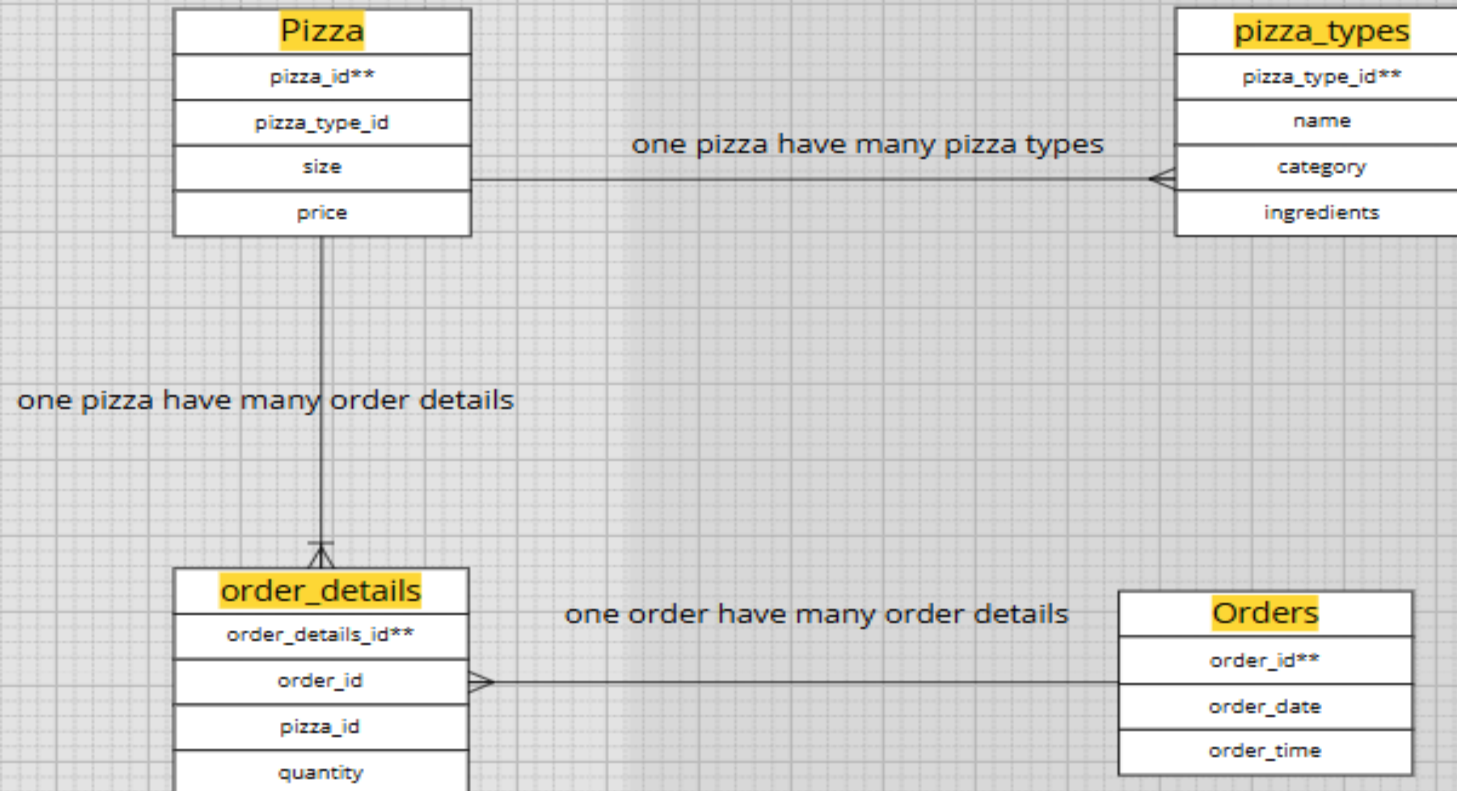 Pizza
pizza_id**
pizza_type_id
size
price
one pizza have many pizza types
pizza_types
pizza_type_id**
name
category
ingredients
one pizza have many order details
order_details
order_details_id**
order_id
pizza_id
quantity
one order have many order details
Orders
order_id**
order_date
order_time